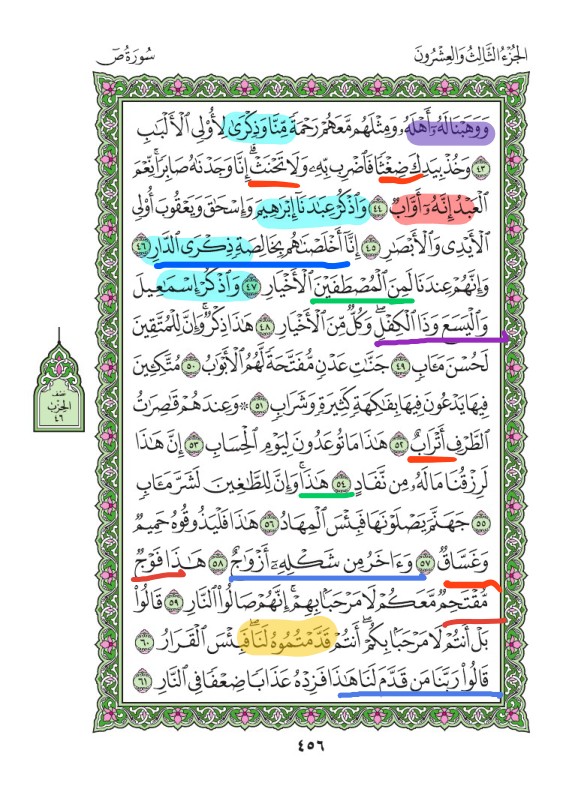 الجُزْءُ الثَّالِثُ وَالعِشْرُونَ
سُورَةُ صٓ
وَوَهَبْنَا لَهُۥٓ أَهْلَهُۥ وَمِثْلَهُم مَّعَهُمْ رَحْمَةً مِّنَّا وَذِكْرَىٰ لِأُو۟لِى ٱلْأَلْبَٰبِ
٤٣ وَخُذْ بِيَدِكَ ضِغْثًا فَٱضْرِب بِّهِۦ وَلَا تَحْنَثْ ۗ إِنَّا وَجَدْنَٰهُ صَابِرًا ۚ نِّعْمَ
ٱلْعَبْدُ ۖ إِنَّهُۥٓ أَوَّابٌ ٤٤ وَٱذْكُرْ عِبَٰدَنَآ إِبْرَٰهِيمَ وَإِسْحَٰقَ وَيَعْقُوبَ أُو۟لِى
ٱلْأَيْدِى وَٱلْأَبْصَٰرِ ٤٥ إِنَّآ أَخْلَصْنَٰهُم بِخَالِصَةٍ ذِكْرَى ٱلدَّارِ ٤٦
وَإِنَّهُمْ عِندَنَا لَمِنَ ٱلْمُصْطَفَيْنَ ٱلْأَخْيَارِ ٤٧ وَٱذْكُرْ إِسْمَٰعِيلَ
وَٱلْيَسَعَ وَذَا ٱلْكِفْلِ ۖ وَكُلٌّ مِّنَ ٱلْأَخْيَارِ ٤٨ هَٰذَا ذِكْرٌ ۚ وَإِنَّ لِلْمُتَّقِينَ
لَحُسْنَ مَـَٔابٍ ٤٩ جَنَّٰتِ عَدْنٍ مُّفَتَّحَةً لَّهُمُ ٱلْأَبْوَٰبُ ٥٠ مُتَّكِـِٔينَ
فِيهَا يَدْعُونَ فِيهَا بِفَٰكِهَةٍ كَثِيرَةٍ وَشَرَابٍ ٥١ ۞ وَعِندَهُمْ قَٰصِرَٰتُ
ٱلطَّرْفِ أَتْرَابٌ ٥٢ هَٰذَا مَا تُوعَدُونَ لِيَوْمِ ٱلْحِسَابِ ٥٣ إِنَّ هَٰذَا
لَرِزْقُنَا مَا لَهُۥ مِن نَّفَادٍ ٥٤ هَٰذَا ۚ وَإِنَّ لِلطَّٰغِينَ لَشَرَّ مَـَٔابٍ
٥٥ جَهَنَّمَ يَصْلَوْنَهَا فَبِئْسَ ٱلْمِهَادُ ٥٦ هَٰذَا فَلْيَذُوقُوهُ حَمِيمٌ
وَغَسَّاقٌ ٥٧ وَءَاخَرُ مِن شَكْلِهِۦٓ أَزْوَٰجٌ ٥٨ هَٰذَا فَوْجٌ
مُّقْتَحِمٌ مَّعَكُمْ ۖ لَا مَرْحَبًۢا بِهِمْ ۚ إِنَّهُمْ صَالُوا۟ ٱلنَّارِ ٥٩ قَالُوا۟
بَلْ أَنتُمْ لَا مَرْحَبًۢا بِكُمْ ۖ أَنتُمْ قَدَّمْتُمُوهُ لَنَا ۖ فَبِئْسَ ٱلْقَرَارُ ٦٠
قَالُوا۟ رَبَّنَا مَن قَدَّمَ لَنَا هَٰذَا فَزِدْهُ عَذَابًا ضِعْفًا فِى ٱلنَّارِ ٦١
نصف
الحزب
٤٦
٤٥٦